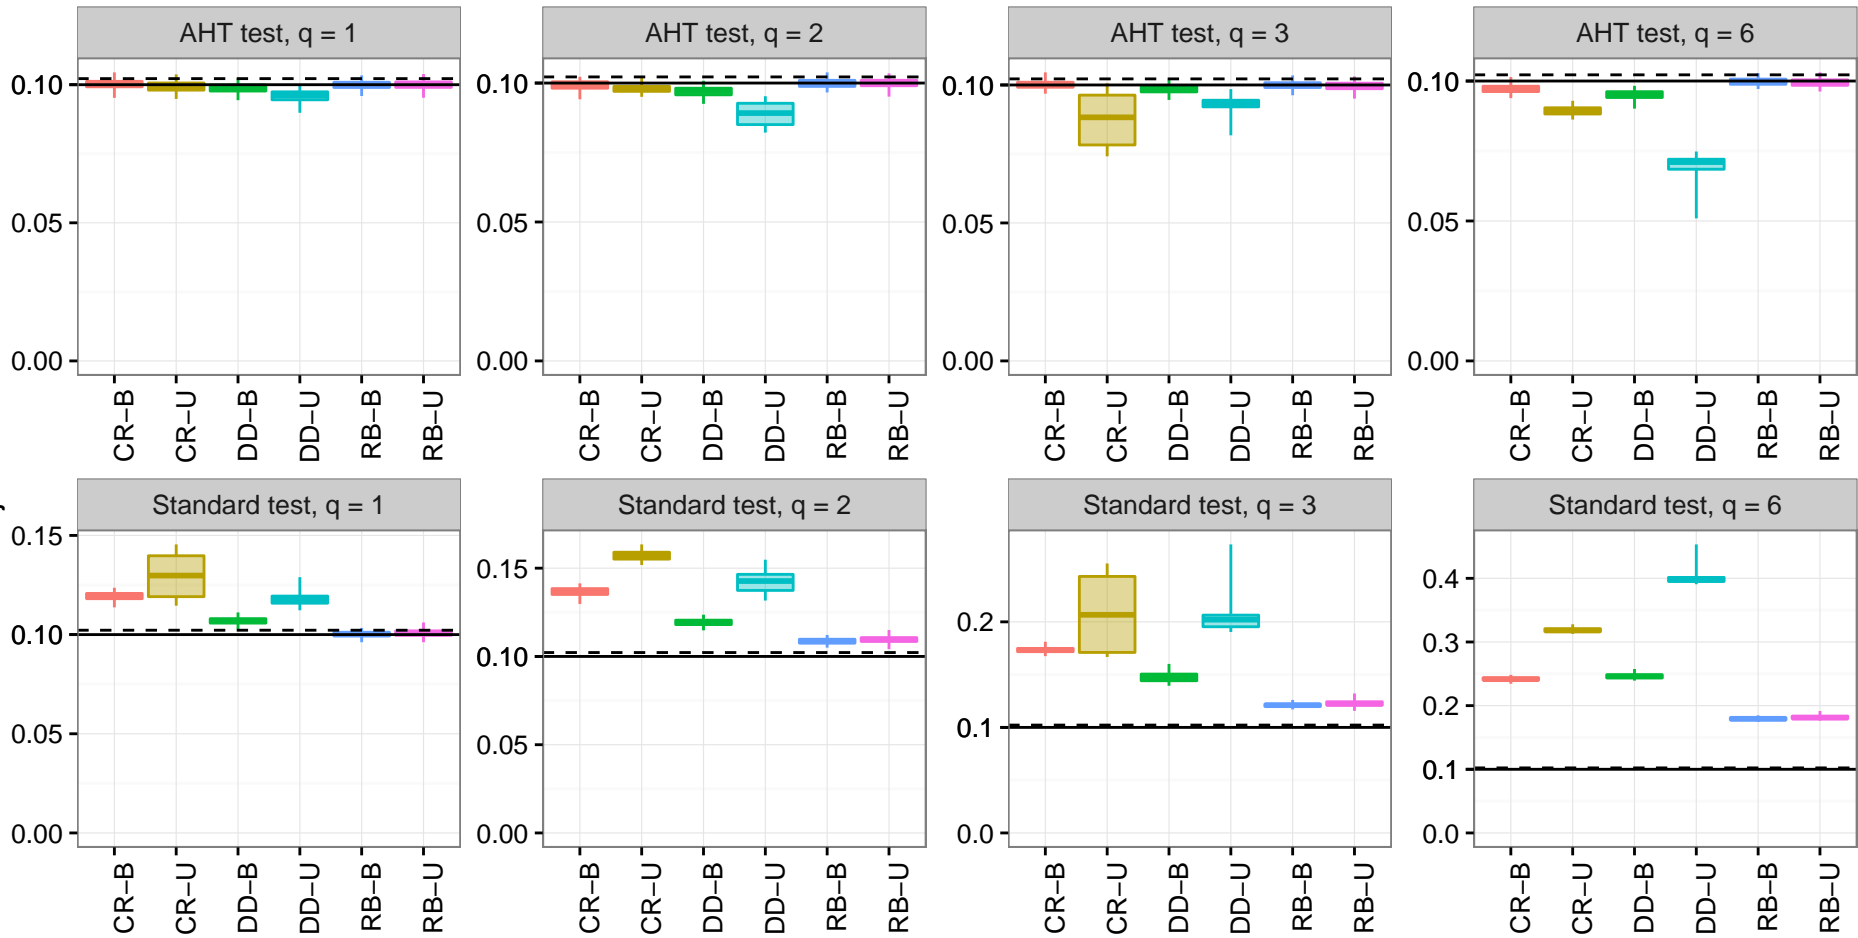 AHT test, q = 1
AHT test, q = 2
AHT test, q = 3
AHT test, q = 6
0.10
0.05
0.00
0.10
0.05
0.00
0.10
0.05
0.00
0.10
0.05
0.00
CR−B
CR−U
DD−B
DD−U
RB−B
RB−U
CR−B
CR−U
DD−B
DD−U
RB−B
RB−U
CR−B
CR−U
DD−B
DD−U
RB−B
RB−U
CR−B
CR−U
DD−B
DD−U
RB−B
RB−U
Standard test, q = 1
Standard test, q = 2
Standard test, q = 3
Standard test, q = 6
0.15
0.10
0.05
0.00
0.15
0.10
0.05
0.00
0.2
0.1
0.0
0.4
0.3
0.2
0.1
0.0
CR−B
CR−U
DD−B
DD−U
RB−B
RB−U
CR−B
CR−U
DD−B
DD−U
RB−B
RB−U
CR−B
CR−U
DD−B
DD−U
RB−B
RB−U
CR−B
CR−U
DD−B
DD−U
RB−B
RB−U